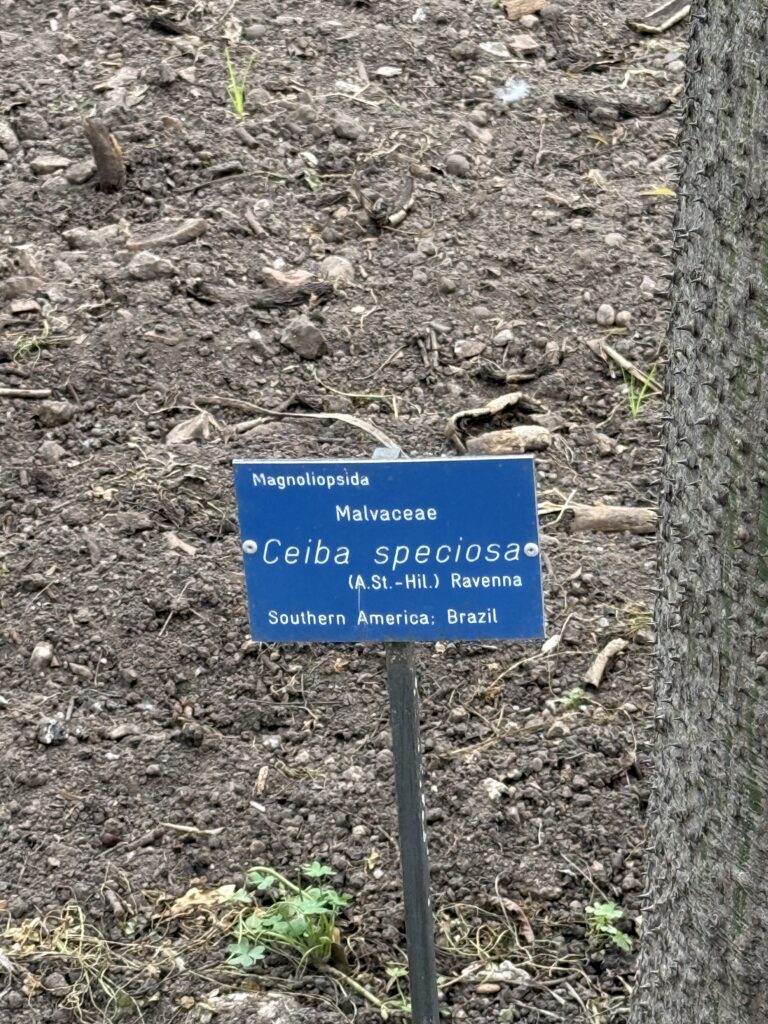 Magnoliopsida
Malvaceae
Ceiba speciosa
(A.St.-Hil.) Ravenna
Southern America: Brazil